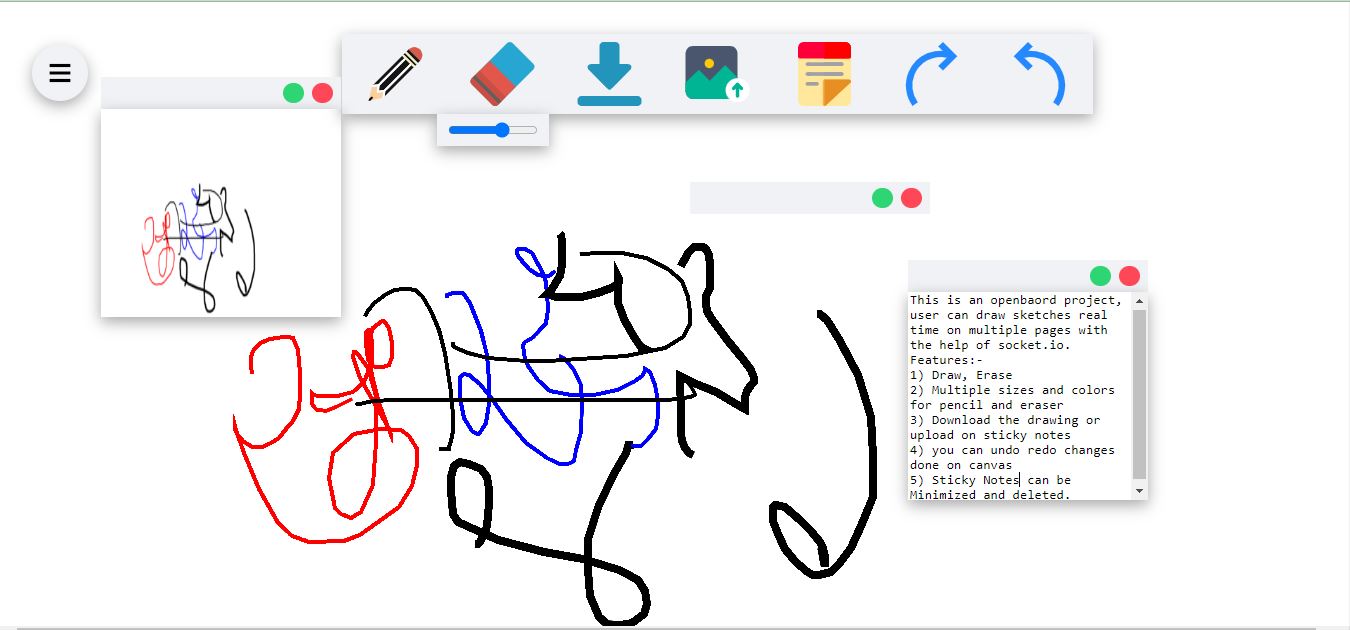 This is an openbaord project,
user can draw sketches real
time on multiple pages with
the help of socket.io.
Features:-
1) Draw, Erase
2) Multiple sizes and colors
for pencil and eraser
3) Download the drawing or
upload on sticky notes
4) you can undo redo changes
done on canvas
5) Sticky Notes can be
Minimized and deleted.